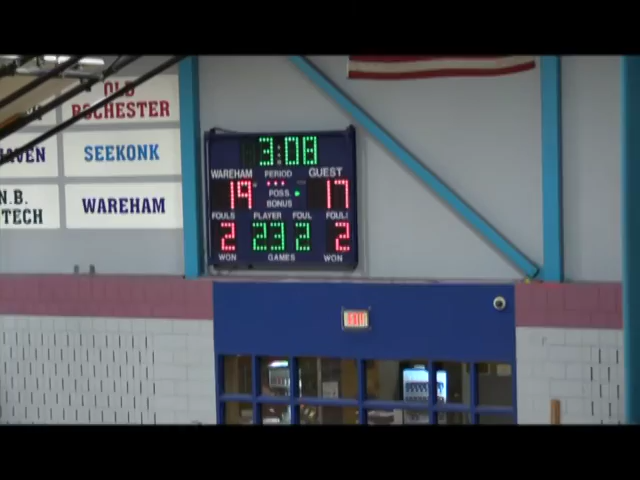 OLD
ROCHESTER
HAVEN
SEEKONK
N.B.
TECH
WAREHAM
3:08
WAREHAM PERIOD GUEST
19 17
POSS.
BONUS
FOULS PLAYER FOUL FOULS
2 23 2 2
WON GAMES WON
EXIT